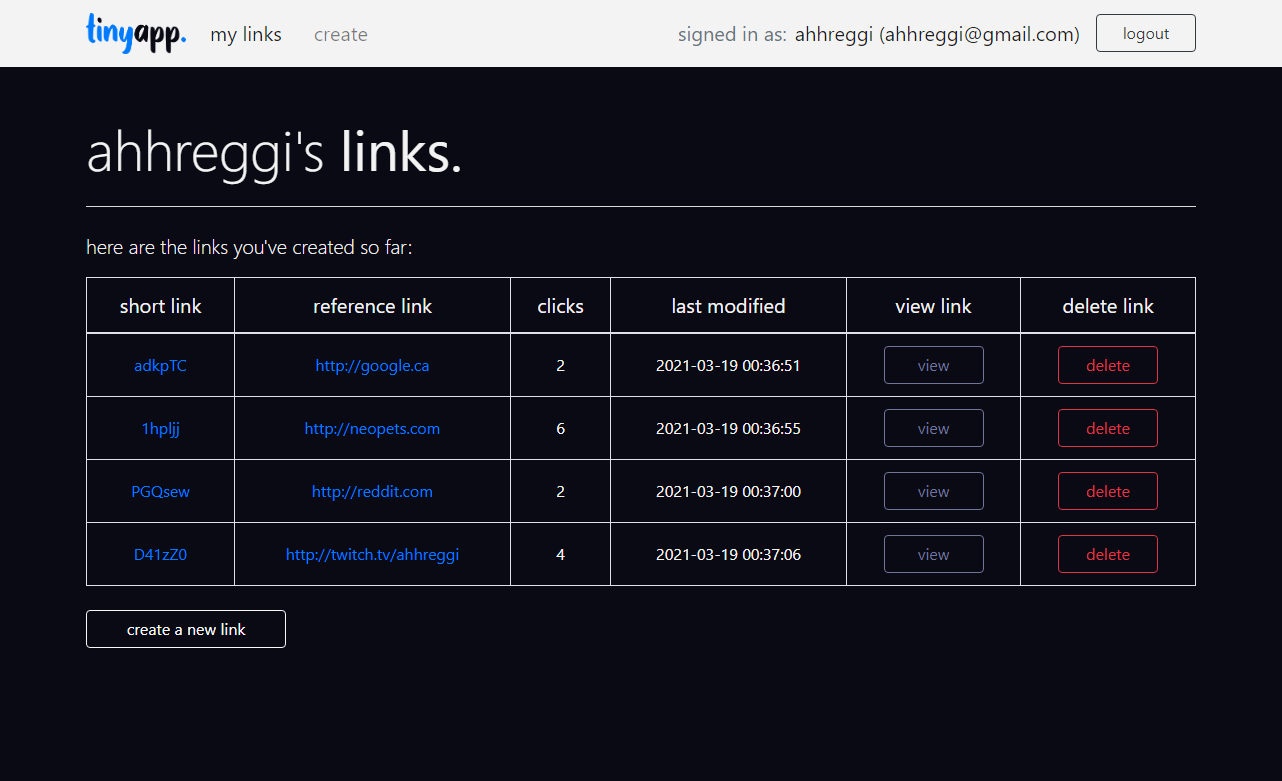 tinyapp. my links create signed in as: ahhreggi (ahhreggi@gmail.com) logout
ahhreggi's links.
here are the links you've created so far:
short link reference link clicks last modified view link delete link
adkpTC http://google.ca 2 2021-03-19 00:36:51 view delete
1hpljj http://neopets.com 6 2021-03-19 00:36:55 view delete
PGQsew http://reddit.com 2 2021-03-19 00:37:00 view delete
D41zZ0 http://twitch.tv/ahhreggi 4 2021-03-19 00:37:06 view delete
create a new link